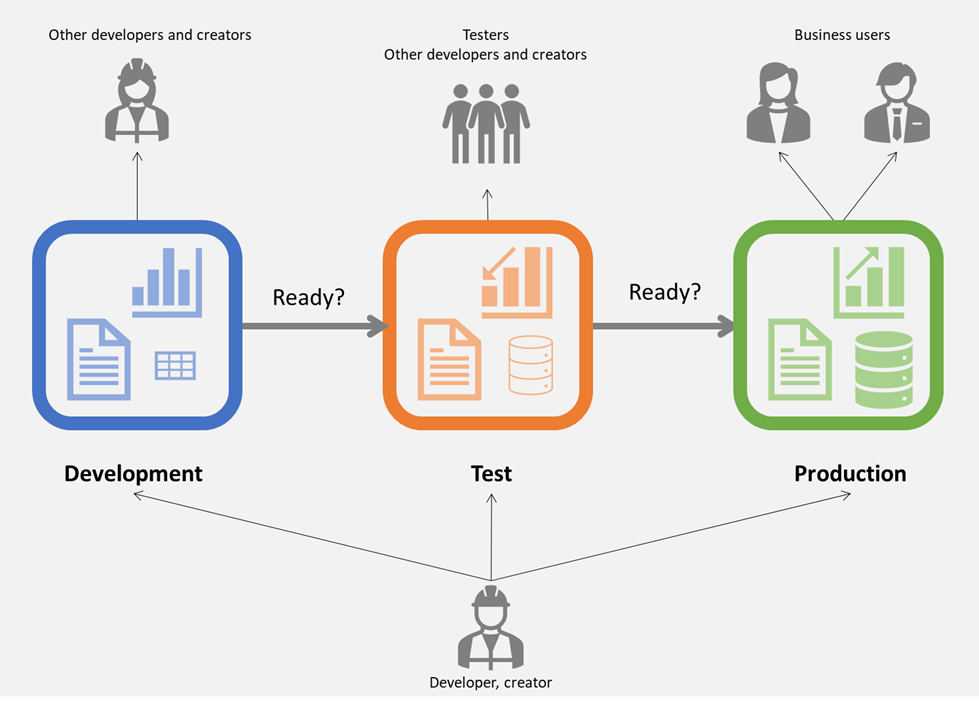 Other developers and creators
Testers
Other developers and creators
Business users
Ready?
Ready?
Development
Test
Production
Developer, creator